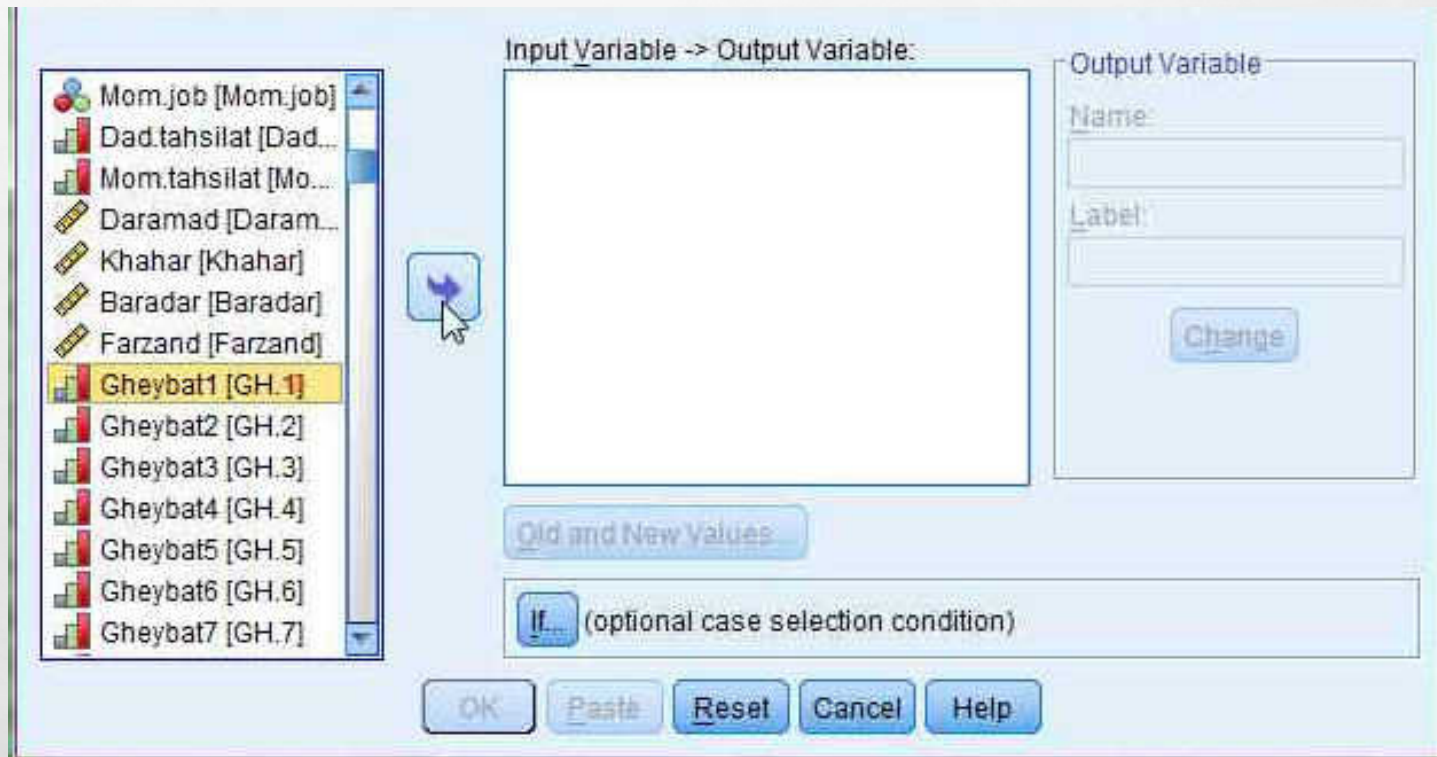 Input Variable -> Output Variable:
Mom.job [Mom.job]
Dad.tahsilat [Dad...
Mom.tahsilat [Mo...
Daramad [Daram...
Khahar [Khahar]
Baradar [Baradar]
Farzand [Farzand]
Gheybat1 [GH.1]
Gheybat2 [GH.2]
Gheybat3 [GH.3]
Gheybat4 [GH.4]
Gheybat5 [GH.5]
Gheybat6 [GH.6]
Gheybat7 [GH.7]
Output Variable
Name:
Label:
Change
Old and New Values...
If... (optional case selection condition)
OK Paste Reset Cancel Help